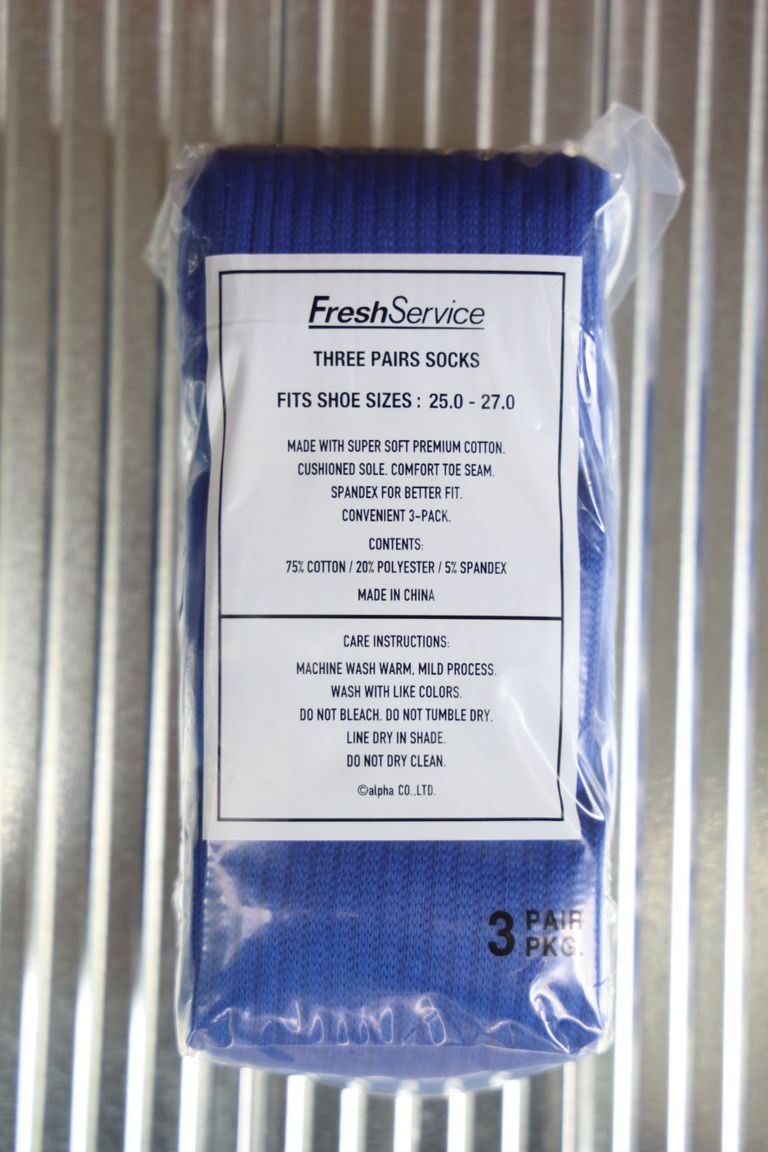 FreshService
THREE PAIRS SOCKS
FITS SHOE SIZES : 25.0 - 27.0
MADE WITH SUPER SOFT PREMIUM COTTON.
CUSHIONED SOLE. COMFORT TOE SEAM.
SPANDEX FOR BETTER FIT.
CONVENIENT 3-PACK.
CONTENTS:
75% COTTON / 20% POLYESTER / 5% SPANDEX
MADE IN CHINA
CARE INSTRUCTIONS:
MACHINE WASH WARM, MILD PROCESS.
WASH WITH LIKE COLORS.
DO NOT BLEACH. DO NOT TUMBLE DRY.
LINE DRY IN SHADE.
DO NOT DRY CLEAN.
©alpha CO.,LTD.
3 PAIR
PKG.